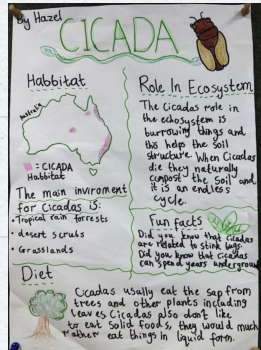 By Hazel
CICADA
Habbitat
Australia
= CICADA
Habbitat
The main inviroment
for Cicadas is:
• Tropical rain forrests
• desert scrubs
• Grasslands
Role In Ecosystem
The Cicadas role in
the echosystem is
burrowing things and
this helps the soil
structure. When Cicadas
die they naturally
compost the soil and
it is an endless
cycle.
Fun facts
Did you know that cicadas
are related to stink bugs
Did you know that cicadas
can spend years underground
Diet
Cicadas usally eat the sap from
trees and other plants including
leaves Cicadas also don't like
to eat solid foods they would much
rather eat things in liquid form.